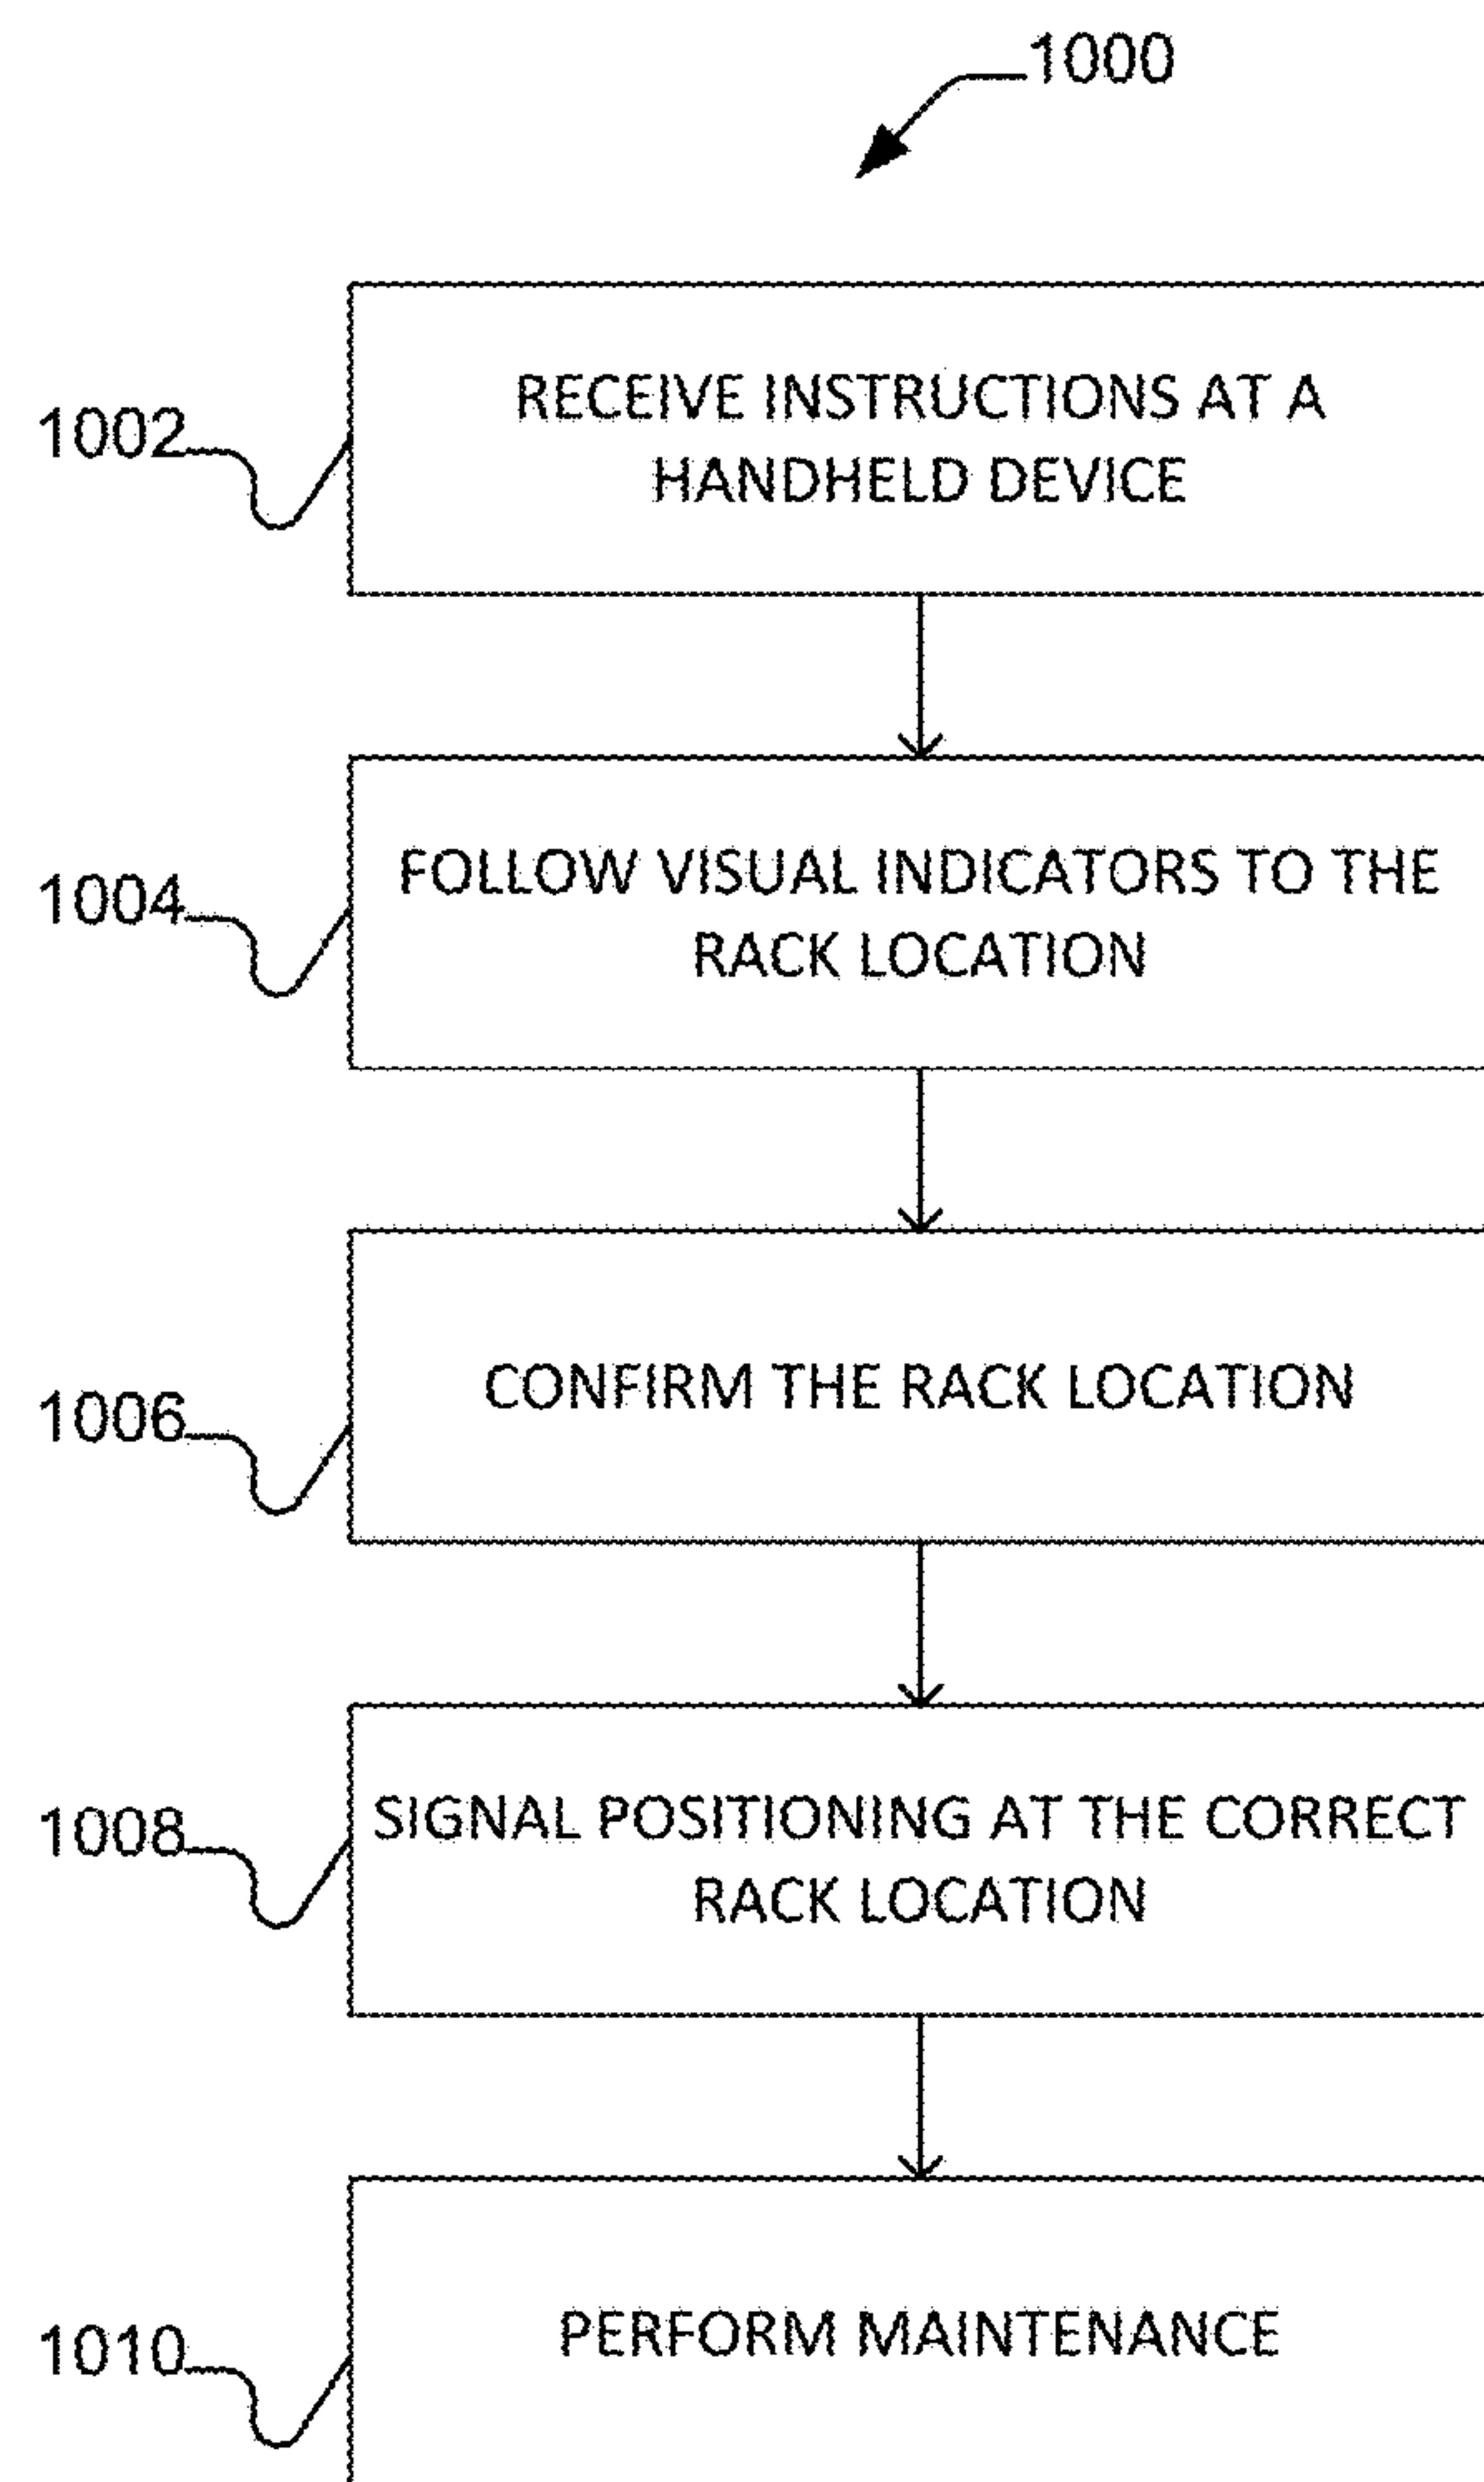 1000
1002
RECEIVE INSTRUCTIONS AT A
HANDHELD DEVICE
1004
FOLLOW VISUAL INDICATORS TO THE
RACK LOCATION
1006
CONFIRM THE RACK LOCATION
1008
SIGNAL POSITIONING AT THE CORRECT
RACK LOCATION
1010
PERFORM MAINTENANCE